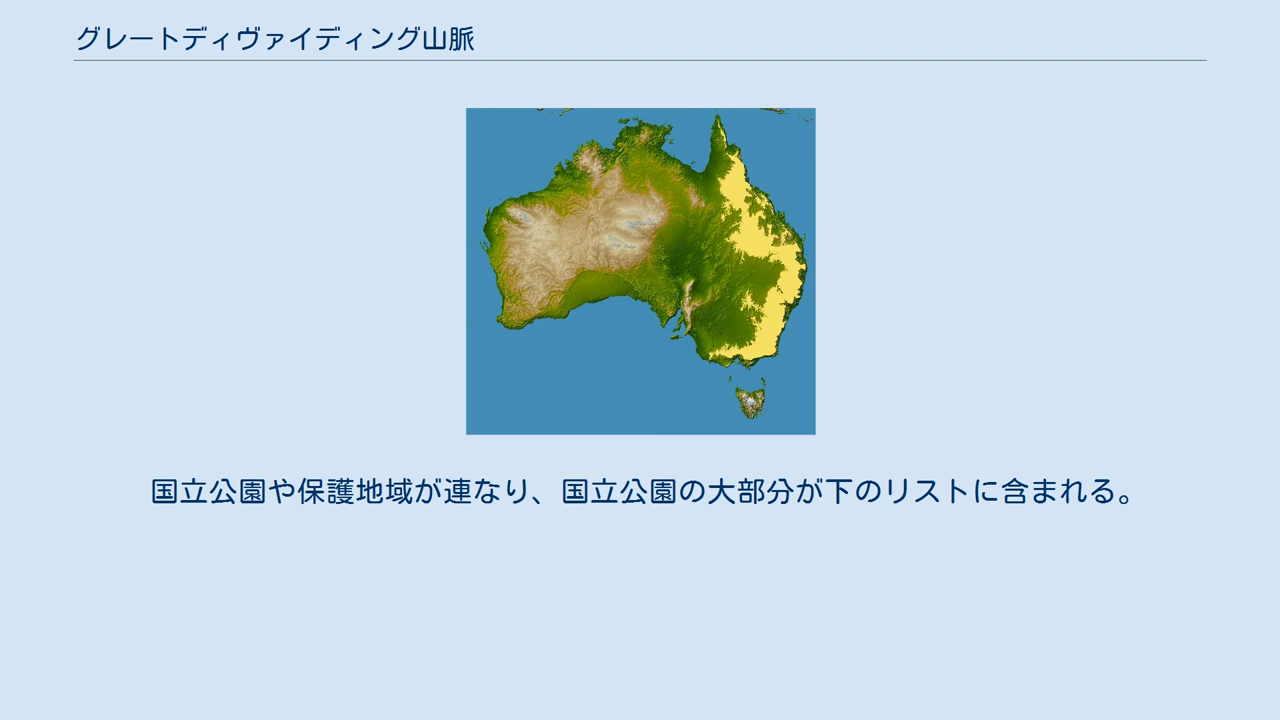 グレートディヴァイディング山脈
国立公園や保護地域が連なり、国立公園の大部分が下のリストに含まれる。